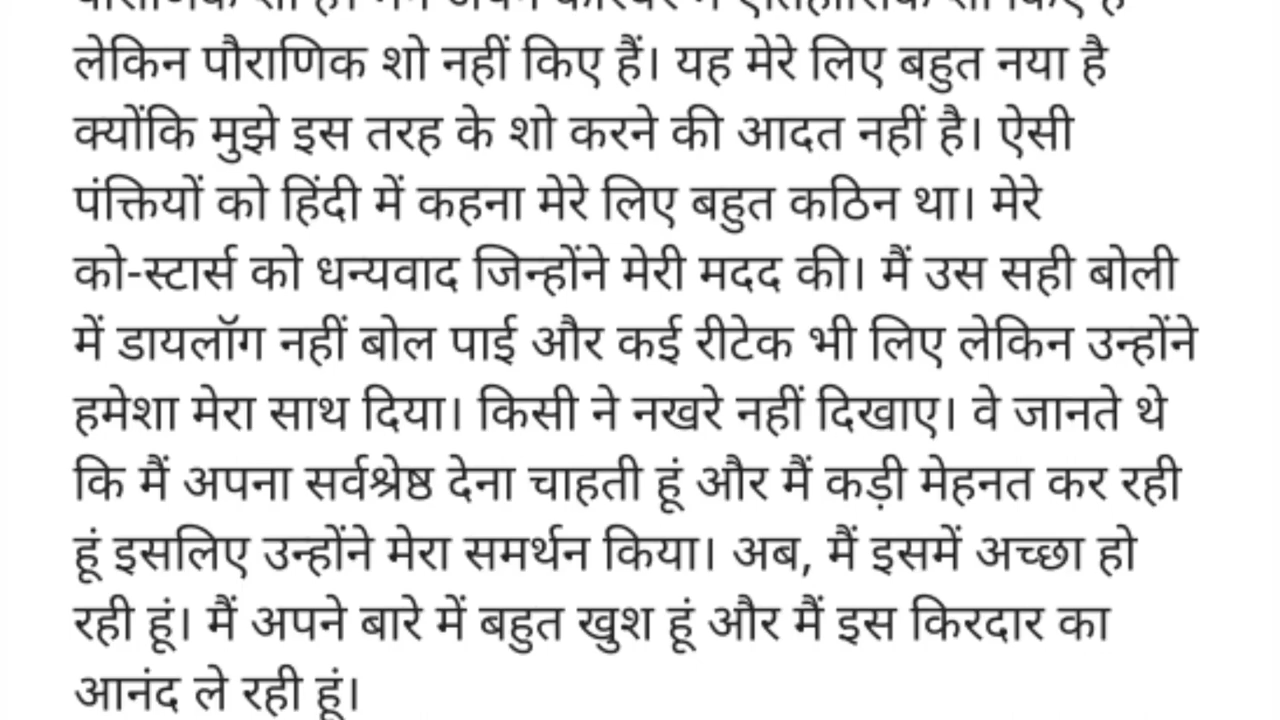 लेकिन पौराणिक शो नहीं किए हैं। यह मेरे लिए बहुत नया है
क्योंकि मुझे इस तरह के शो करने की आदत नहीं है। ऐसी
पंक्तियों को हिंदी में कहना मेरे लिए बहुत कठिन था। मेरे
को-स्टार्स को धन्यवाद जिन्होंने मेरी मदद की। मैं उस सही बोली
में डायलॉग नहीं बोल पाई और कई रीटेक भी लिए लेकिन उन्होंने
हमेशा मेरा साथ दिया। किसी ने नखरे नहीं दिखाए। वे जानते थे
कि मैं अपना सर्वश्रेष्ठ देना चाहती हूं और मैं कड़ी मेहनत कर रही
हूं इसलिए उन्होंने मेरा समर्थन किया। अब, मैं इसमें अच्छा हो
रही हूं। मैं अपने बारे में बहुत खुश हूं और मैं इस किरदार का
आनंद ले रही हूं।